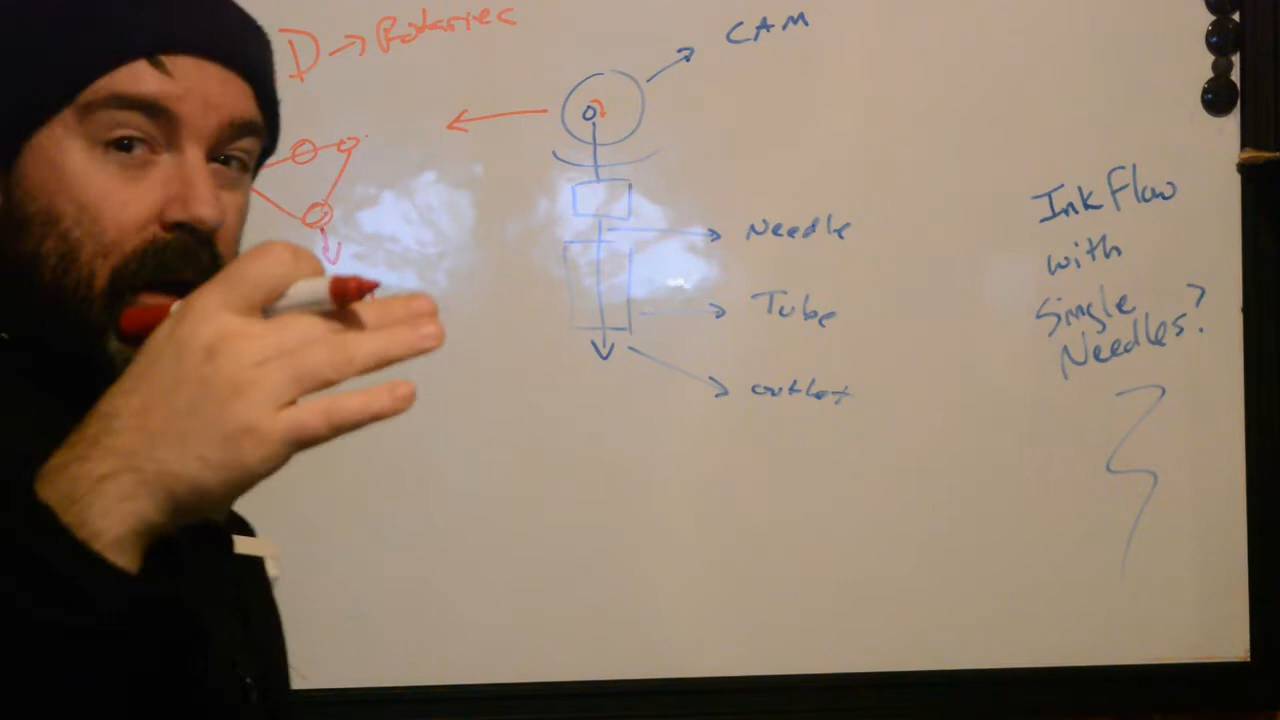 D → Rotaries
CAM
Needle
Tube
outlet
Ink Flow
with
Single
Needles?